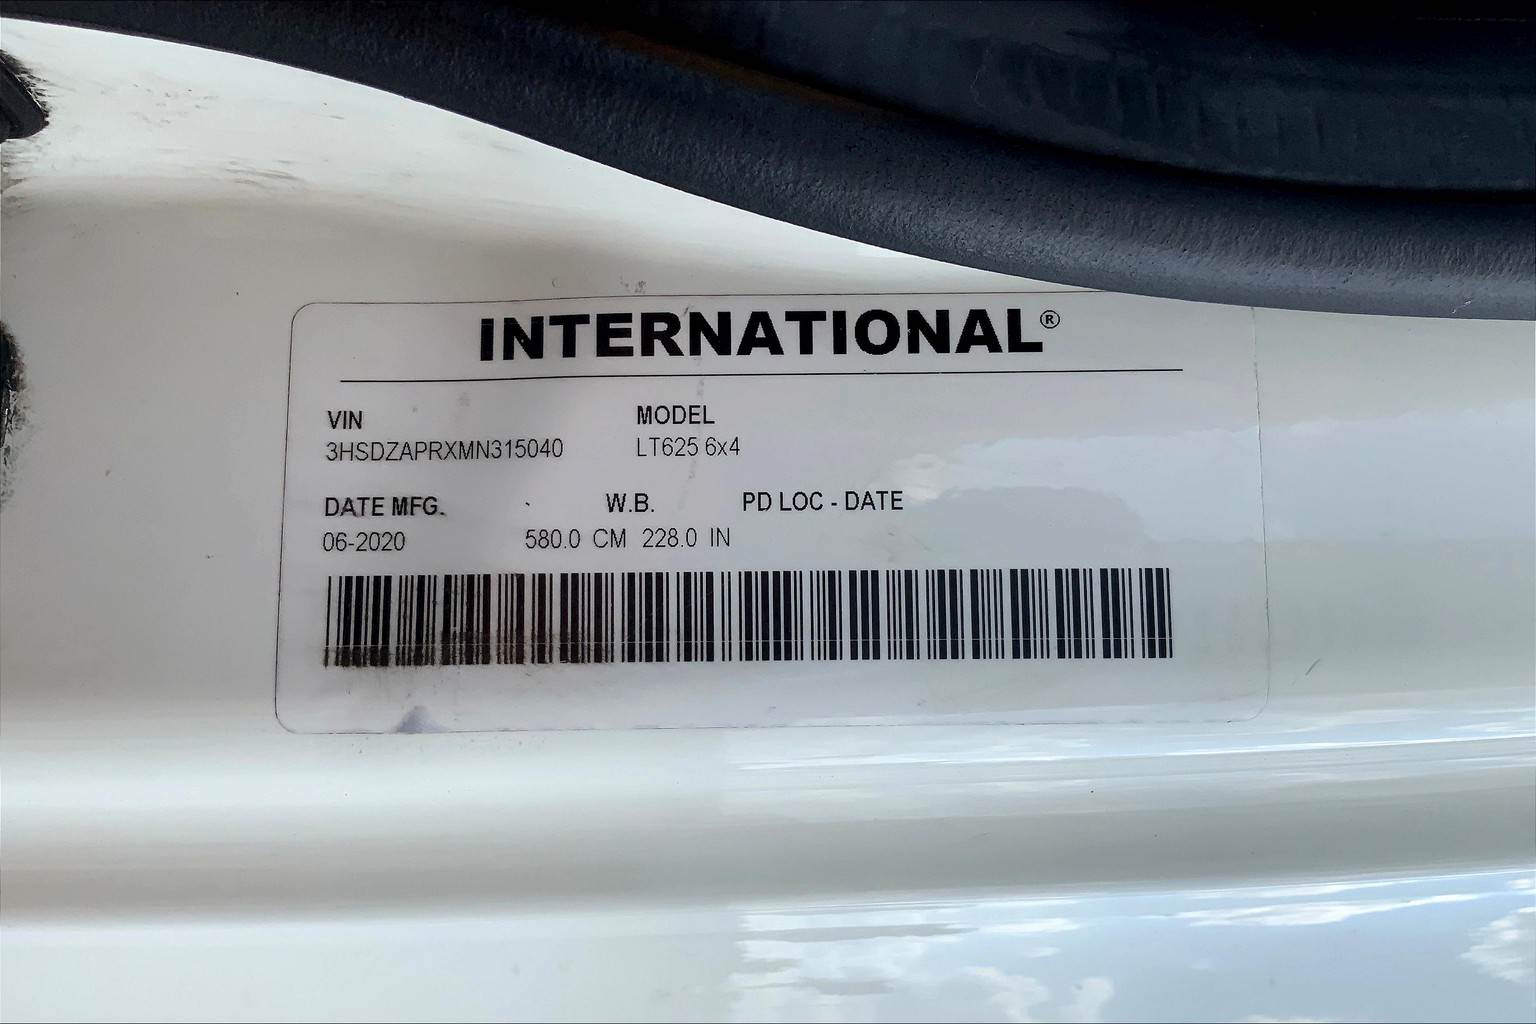 INTERNATIONAL®
VIN MODEL
3HSDZAPRXMN315040 LT625 6x4
DATE MFG. W.B. PD LOC - DATE
06-2020 580.0 CM 228.0 IN